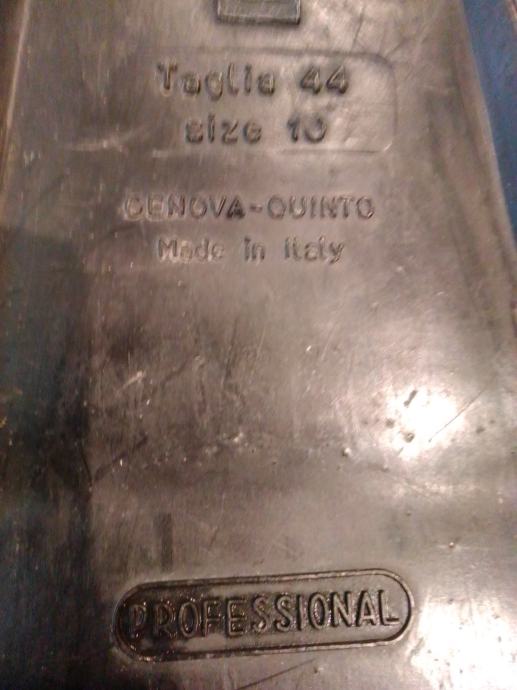 Taglia 44
size 10
GENOVA-QUINTO
Made in Italy
PROFESSIONAL